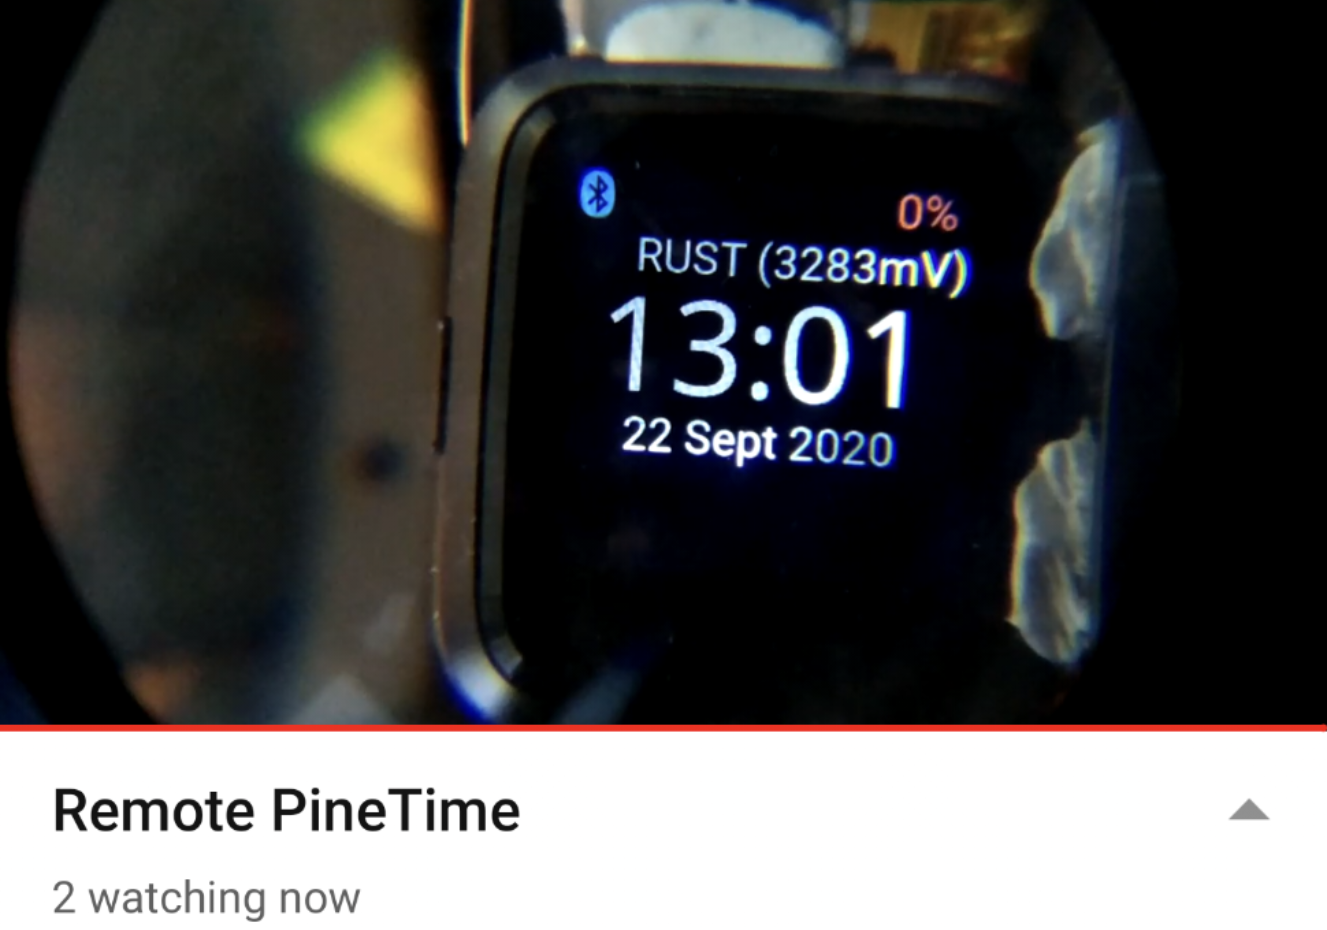 0%
RUST (3283mV)
13:01
22 Sept 2020
Remote PineTime
2 watching now